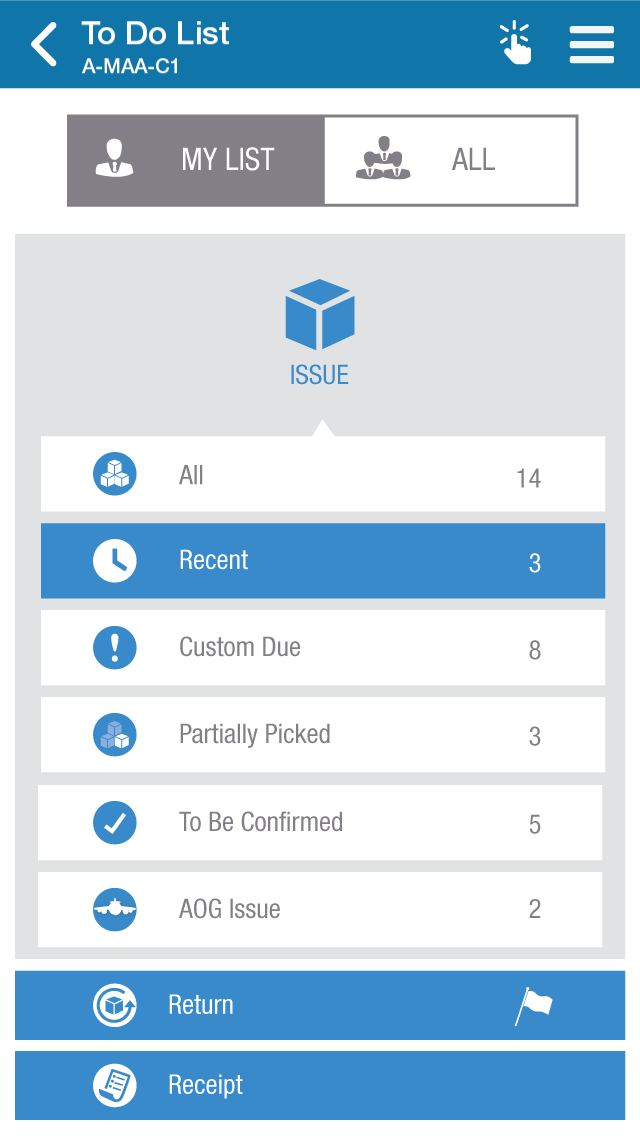 To Do List
A-MAA-C1
MY LIST ALL
ISSUE
All 14
Recent 3
Custom Due 8
Partially Picked 3
To Be Confirmed 5
AOG Issue 2
Return
Receipt